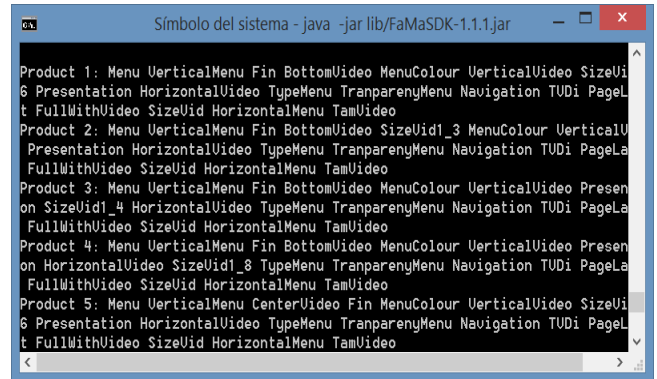 Símbolo del sistema - java -jar lib/FaMaSDK-1.1.1.jar
Product 1: Menu VerticalMenu Fin BottomVideo MenuColour VerticalVideo SizeVi
6 Presentation HorizontalVideo TypeMenu TranparenyMenu Navigation TVDi PageL
t FullWithVideo SizeVid HorizontalMenu TamVideo
Product 2: Menu VerticalMenu Fin BottomVideo SizeVid1_3 MenuColour VerticalV
Presentation HorizontalVideo TypeMenu TranparenyMenu Navigation TVDi PageLa
FullWithVideo SizeVid HorizontalMenu TamVideo
Product 3: Menu VerticalMenu Fin BottomVideo MenuColour VerticalVideo Presen
on SizeVid1_4 HorizontalVideo TypeMenu TranparenyMenu Navigation TVDi PageLa
FullWithVideo SizeVid HorizontalMenu TamVideo
Product 4: Menu VerticalMenu Fin BottomVideo MenuColour VerticalVideo Presen
on HorizontalVideo SizeVid1_8 TypeMenu TranparenyMenu Navigation TVDi PageLa
FullWithVideo SizeVid HorizontalMenu TamVideo
Product 5: Menu VerticalMenu CenterVideo Fin MenuColour VerticalVideo SizeVi
6 Presentation HorizontalVideo TypeMenu TranparenyMenu Navigation TVDi PageL
t FullWithVideo SizeVid HorizontalMenu TamVideo